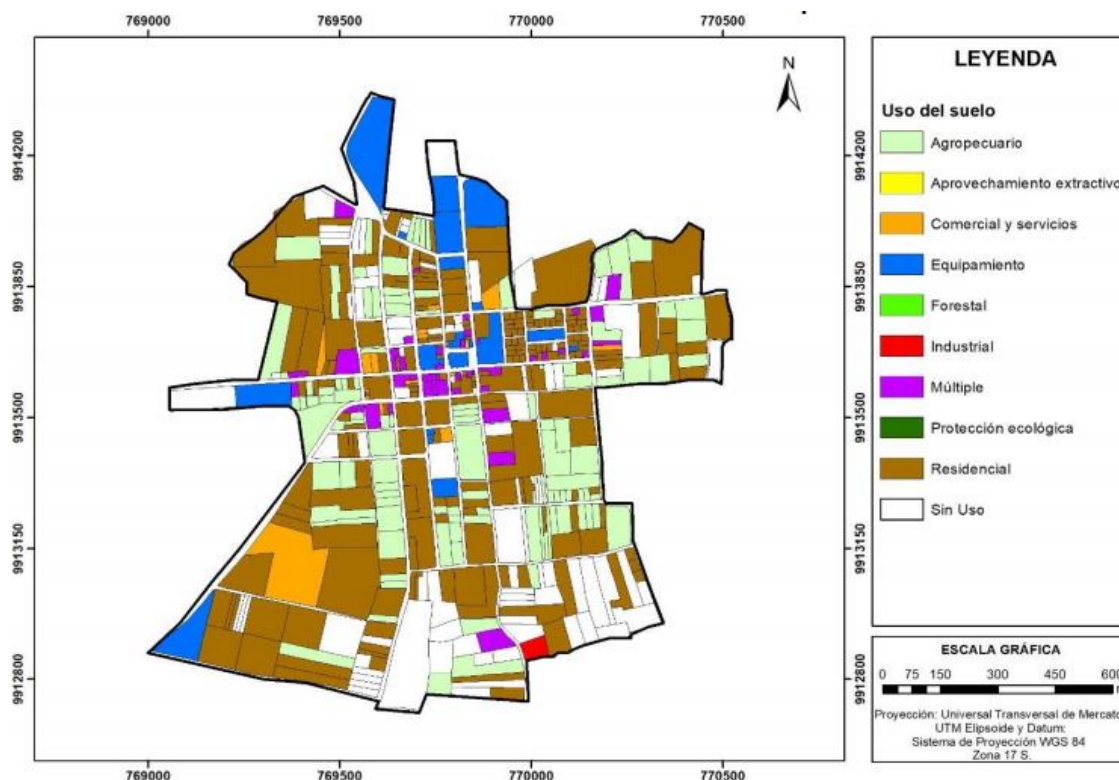 769000 769500 770000 770500
N
9914200
9913850
9913500
9913150
9912800
9914200
9913850
9913500
9913150
9912800
769000 769500 770000 770500
LEYENDA
Uso del suelo
Agropecuario
Aprovechamiento extractivo
Comercial y servicios
Equipamiento
Forestal
Industrial
Múltiple
Protección ecológica
Residencial
Sin Uso
ESCALA GRÁFICA
0 75 150 300 450 600
Proyección: Universal Transversal de Mercato
UTM Elipsoide y Datum:
Sistema de Proyección WGS 84
Zona 17 S.